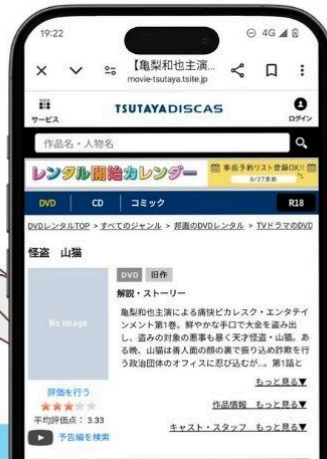 19:22
4G
【亀梨和也主演...
movie-tsutaya.tsite.jp
サービス
TSUTAYA DISCAS
ログイン
作品名・人物名
レンタル開始カレンダー
事前予約リスト登録OK!!
8/27更新
DVD CD コミック R18
DVDレンタルTOP > すべてのジャンル > 邦画のDVDレンタル > TVドラマのDVD
怪盗 山猫
No image
DVD 旧作
解説・ストーリー
亀梨和也主演による痛快ピカレスク・エンタテイ
ンメント第1巻。鮮やかな手口で大金を盗み出
し、盗みの対象の悪事も暴く天才怪盗・山猫。あ
る晩、山猫は善人面の顔の裏で振り込め詐欺を行
う政治団体のオフィスに忍び込むが…。第1話と
もっと見る▼
評価を行う
作品情報 もっと見る▼
平均評価点: 3.33
キャスト・スタッフ もっと見る▼
予告編を検索